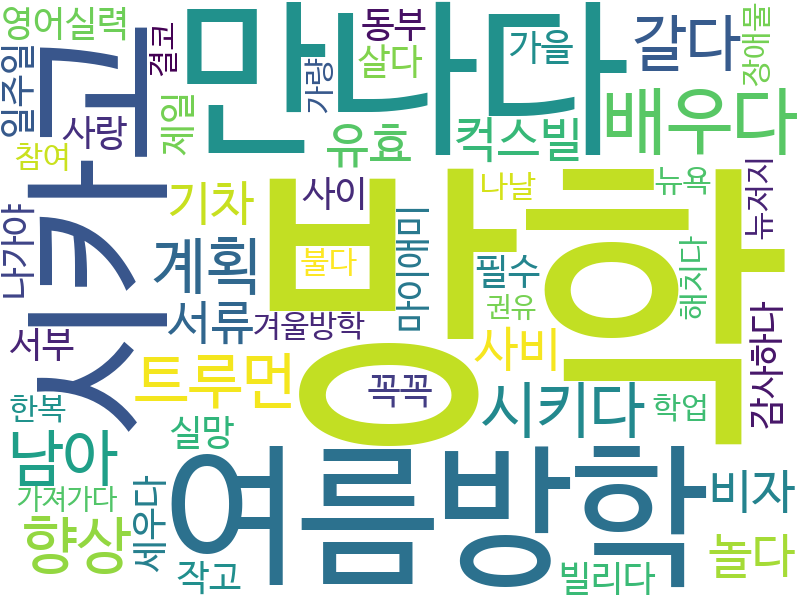 영어실력
동부
결고
만나다
갈다
장애물
일주일
시카고
제일
가량
살다
가을
사랑
배우다
참여
유효
컥스빌
방학
기차
사이
나날
뉴욕
뉴저지
나가야
계획
불다
마이애미
필수
해치다
권유
서류
겨울방학
서부
사비
감사하다
트루먼
꼭꼭
시키다
한복
실망
학업
남아
여름방학
비자
가져가다
세우다
향상
놀다
작고
빌리다